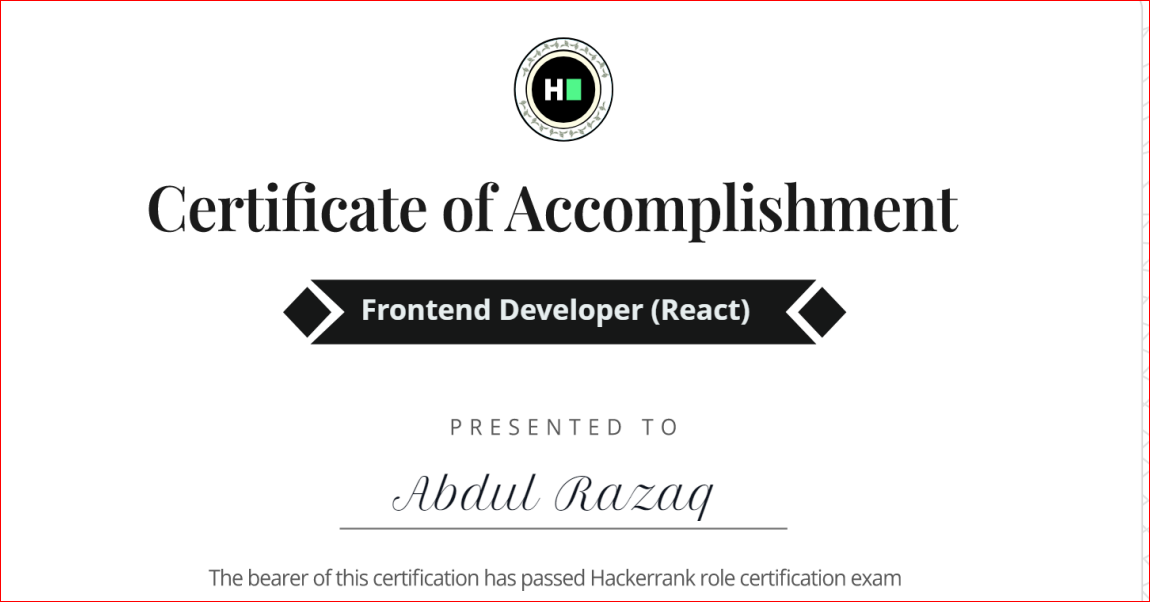 H
Certificate of Accomplishment
Frontend Developer (React)
PRESENTED TO
Abdul Razaq
The bearer of this certification has passed Hackerrank role certification exam